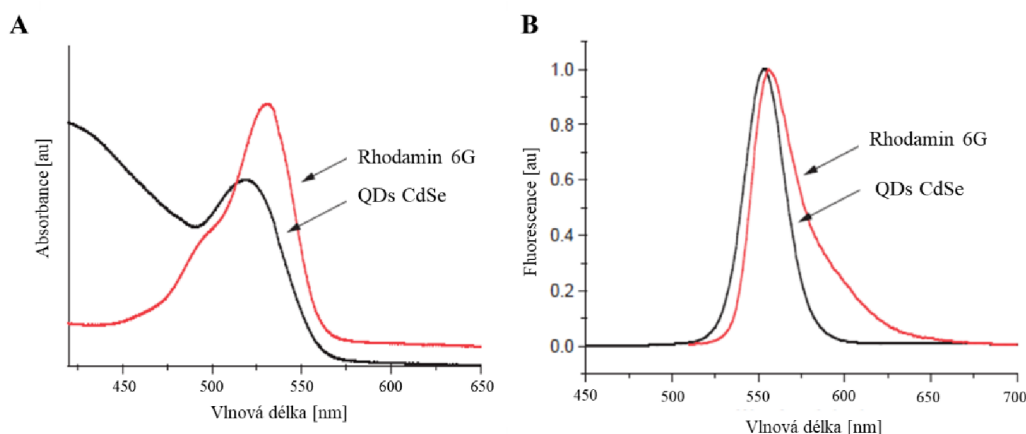 A
Absorbance [au]
Rhodamin 6G
QDs CdSe
450
500
550
600
650
Vlnová délka [nm]
B
Fluorescence [au]
1.0
0.8
0.6
0.4
0.2
0.0
Rhodamin 6G
QDs CdSe
450
500
550
600
650
700
Vlnová délka [nm]